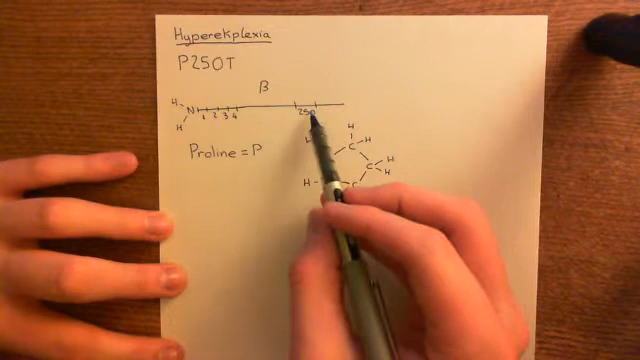 Hyperekplexia
P250T
β
H
N
H
1 2 3 4
250
Proline = P
H
H
C
H
C
H
H
H
C